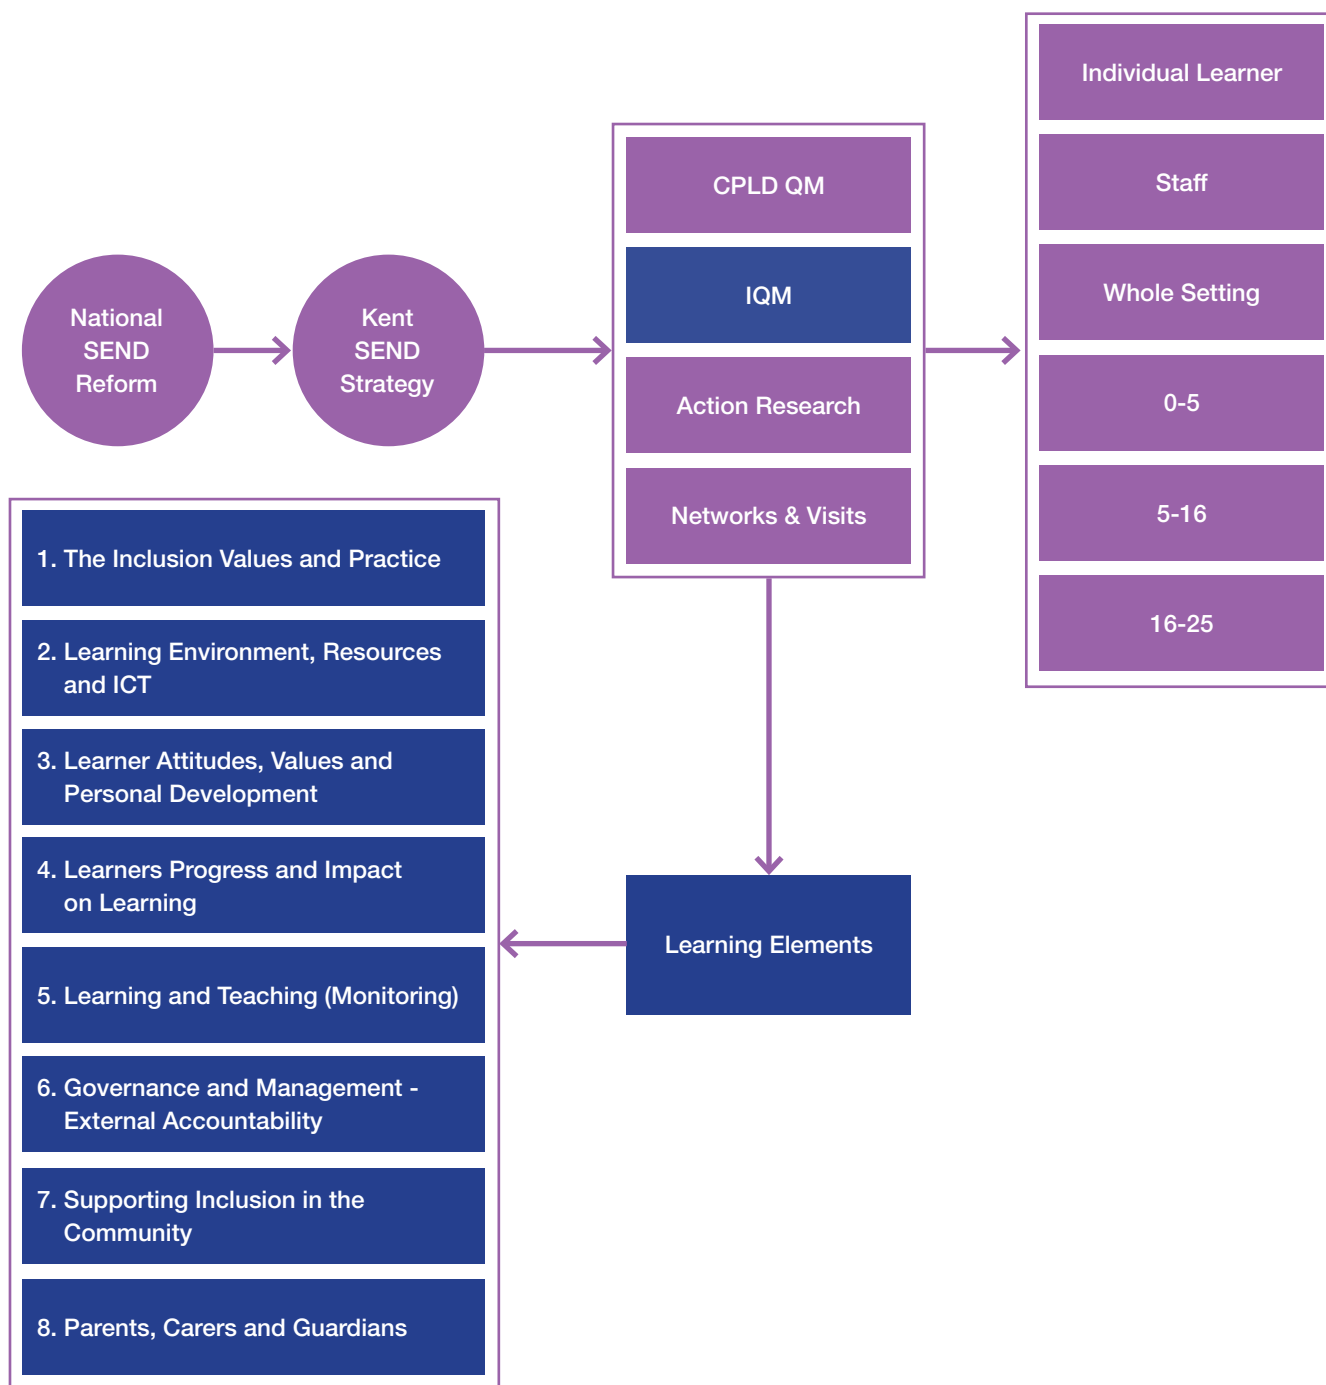 National
SEND
Reform
Kent
SEND
Strategy
CPLD QM
IQM
Action Research
Networks & Visits
Individual Learner
Staff
Whole Setting
0-5
5-16
16-25
Learning Elements
1. The Inclusion Values and Practice
2. Learning Environment, Resources
and ICT
3. Learner Attitudes, Values and
Personal Development
4. Learners Progress and Impact
on Learning
5. Learning and Teaching (Monitoring)
6. Governance and Management -
External Accountability
7. Supporting Inclusion in the
Community
8. Parents, Carers and Guardians